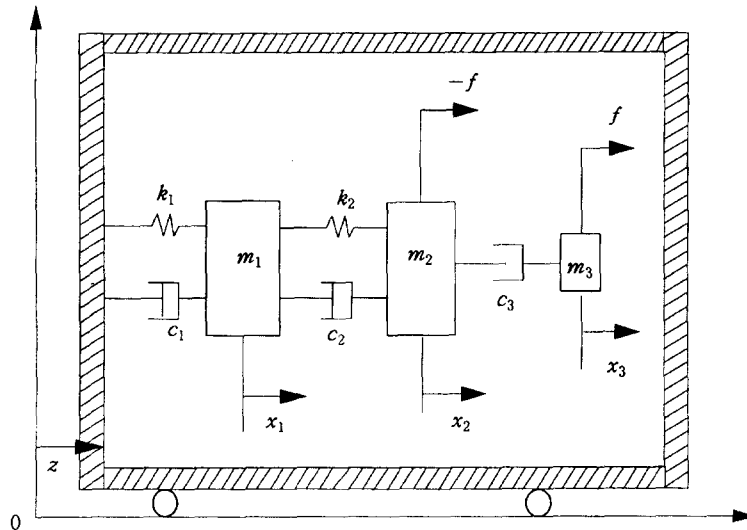 −f
f
k₁
k₂
m₁
m₂
m₃
c₁
c₂
c₃
x₁
x₂
x₃
z
0